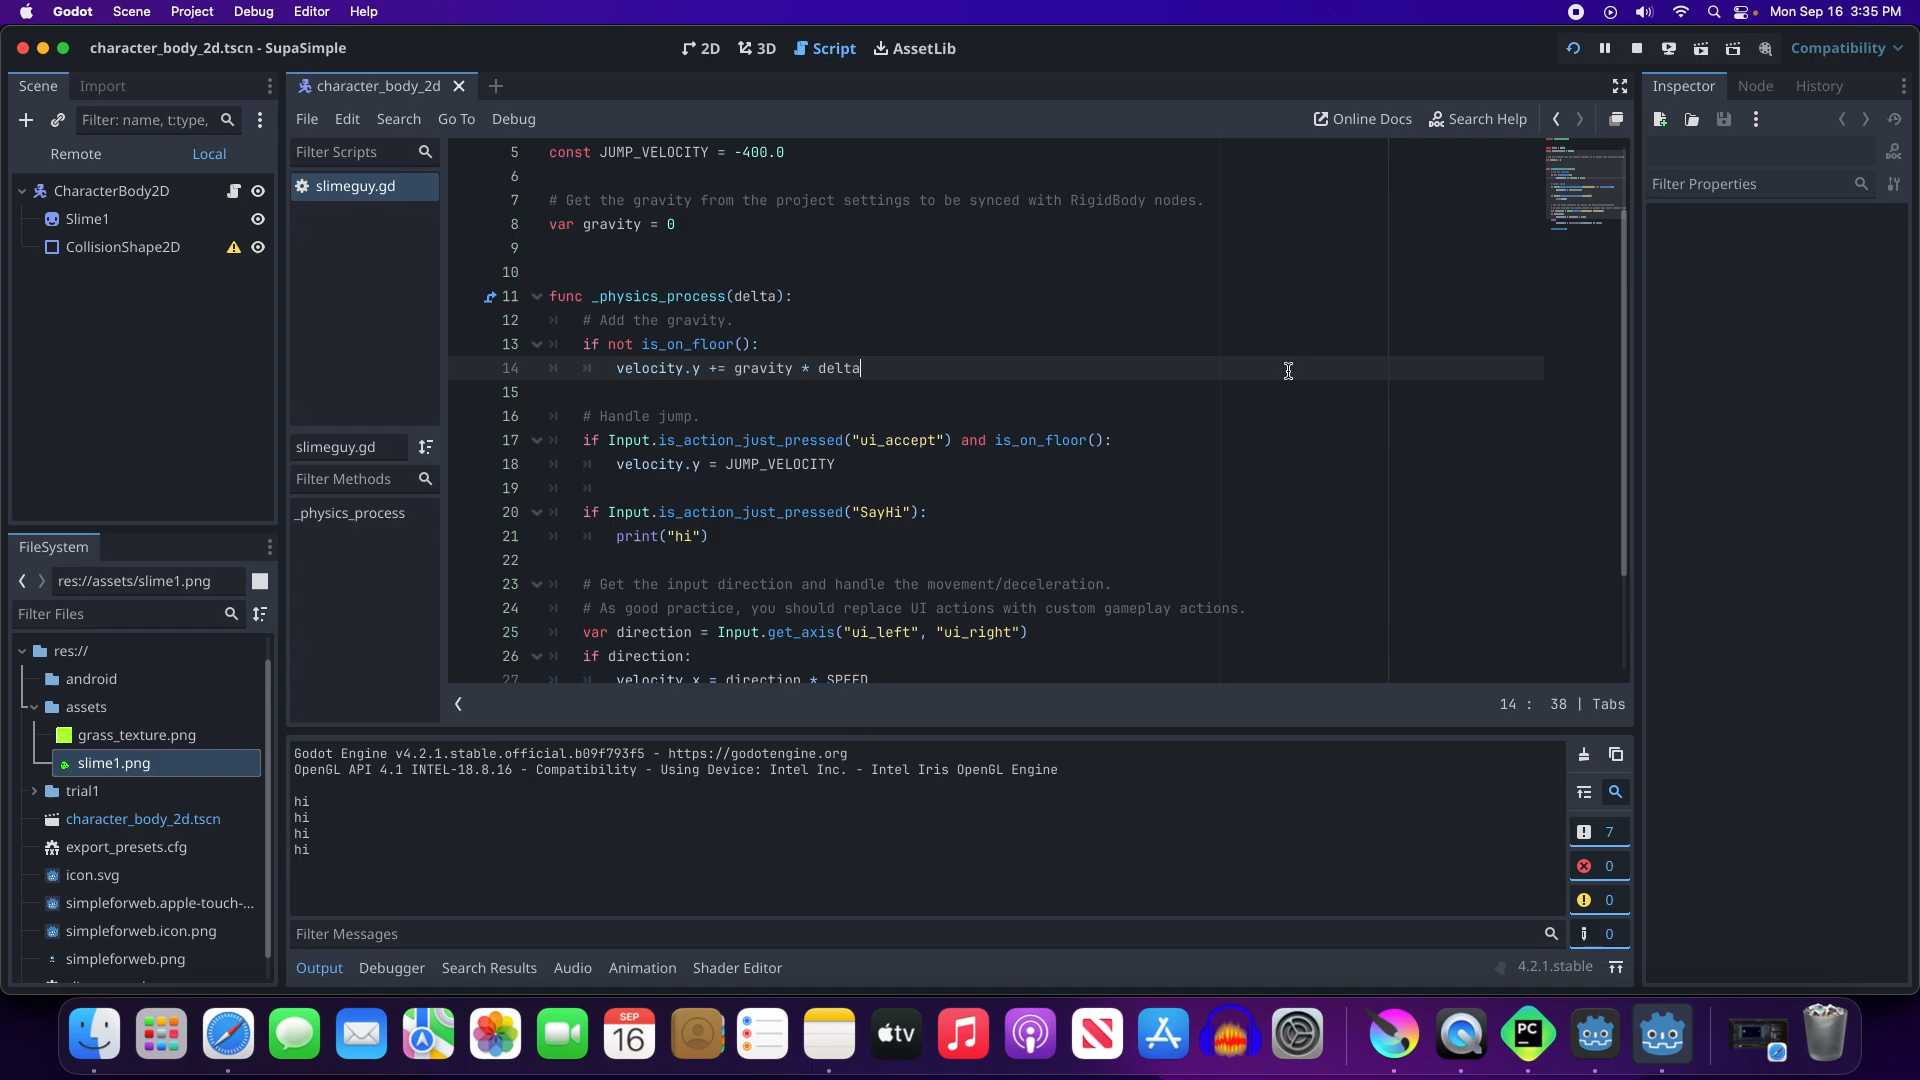 Godot Scene Project Debug Editor Help
Mon Sep 16 3:35 PM
character_body_2d.tscn - SupaSimple
2D 3D Script AssetLib
Compatibility
Scene Import
Filter: name, t:type,
Remote Local
CharacterBody2D
Slime1
CollisionShape2D
FileSystem
res://assets/slime1.png
Filter Files
res://
android
assets
grass_texture.png
slime1.png
trial1
character_body_2d.tscn
export_presets.cfg
icon.svg
simpleforweb.apple-touch-...
simpleforweb.icon.png
simpleforweb.png
character_body_2d
File Edit Search Go To Debug
Online Docs Search Help
Filter Scripts
slimeguy.gd
slimeguy.gd
Filter Methods
_physics_process
5 const JUMP_VELOCITY = -400.0
6
7 # Get the gravity from the project settings to be synced with RigidBody nodes.
8 var gravity = 0
9
10
11 func _physics_process(delta):
12 # Add the gravity.
13 if not is_on_floor():
14 velocity.y += gravity * delta
15
16 # Handle jump.
17 if Input.is_action_just_pressed("ui_accept") and is_on_floor():
18 velocity.y = JUMP_VELOCITY
19
20 if Input.is_action_just_pressed("SayHi"):
21 print("hi")
22
23 # Get the input direction and handle the movement/deceleration.
24 # As good practice, you should replace UI actions with custom gameplay actions.
25 var direction = Input.get_axis("ui_left", "ui_right")
26 if direction:
27 velocity.x = direction * SPEED
14 : 38 | Tabs
Godot Engine v4.2.1.stable.official.b09f793f5 - https://godotengine.org
OpenGL API 4.1 INTEL-18.8.16 - Compatibility - Using Device: Intel Inc. - Intel Iris OpenGL Engine
hi
hi
hi
hi
7
0
0
0
Filter Messages
Output Debugger Search Results Audio Animation Shader Editor
4.2.1.stable
Inspector Node History
Filter Properties
SEP
16
tv
PC